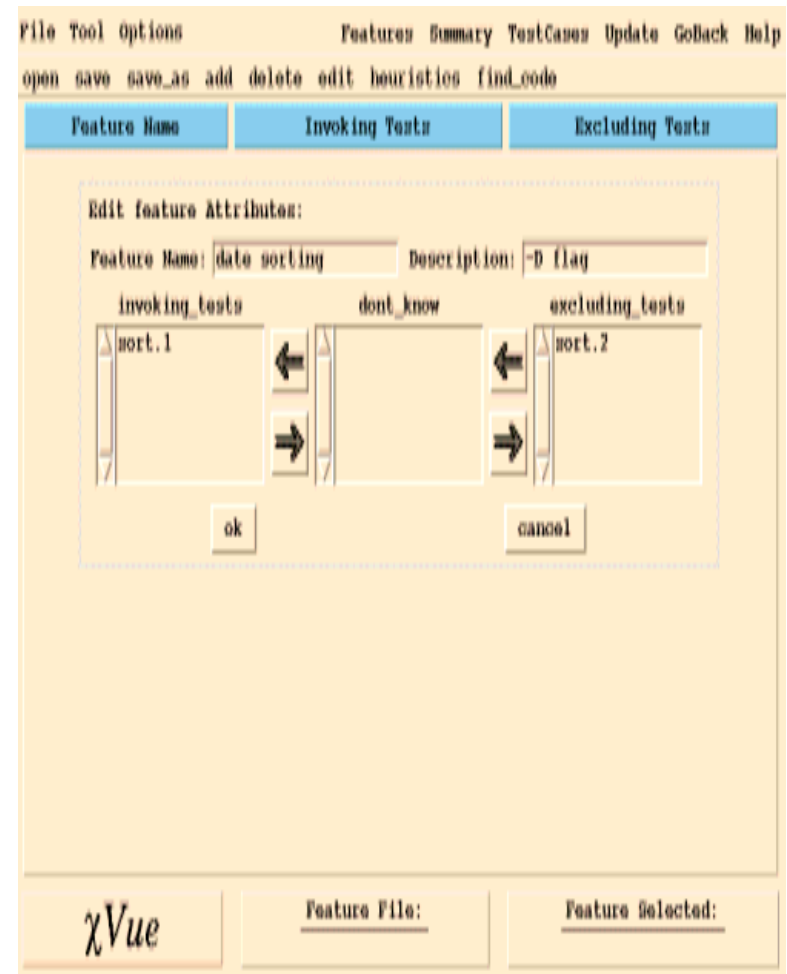 File Tool Options Features Summary TestCases Update GoBack Help
open save save_as add delete edit heuristics find_code
Feature Name Invoking Tests Excluding Tests
Edit feature Attributes:
Feature Name: date sorting Description: -D flag
invoking_tests dont_know excluding_tests
sort.1 sort.2
ok cancel
χVue Feature File: Feature Selected: